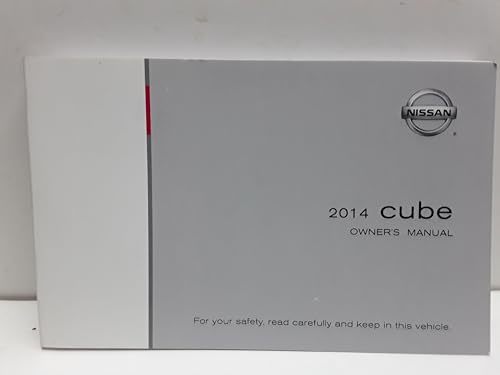 NISSAN
2014 cube
OWNER'S MANUAL
For your safety, read carefully and keep in this vehicle.